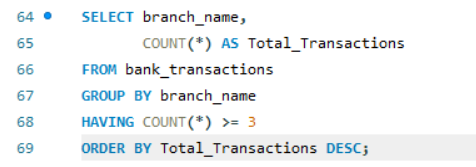 64 SELECT branch_name,
65 COUNT(*) AS Total_Transactions
66 FROM bank_transactions
67 GROUP BY branch_name
68 HAVING COUNT(*) >= 3
69 ORDER BY Total_Transactions DESC;